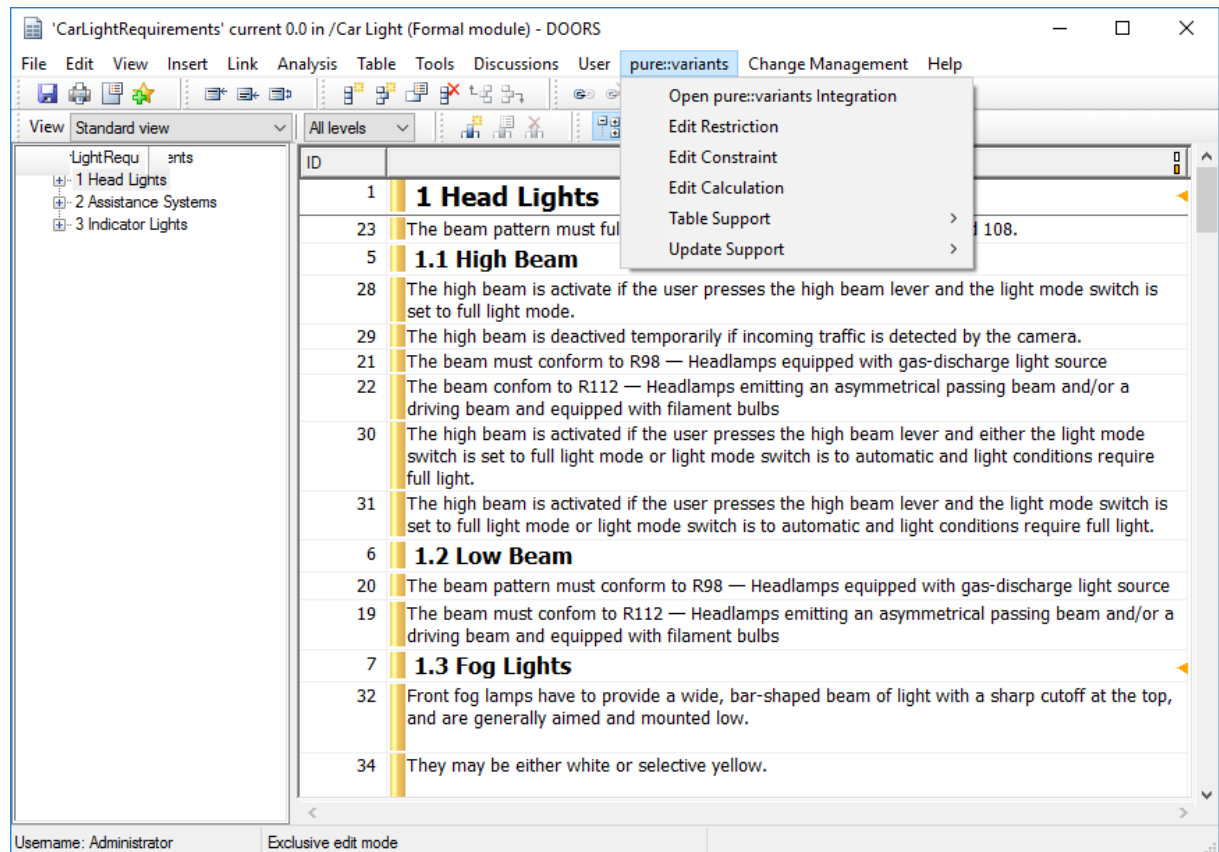 'CarLightRequirements' current 0.0 in /Car Light (Formal module) - DOORS
File Edit View Insert Link Analysis Table Tools Discussions User pure::variants Change Management Help
Open pure::variants Integration
Edit Restriction
Edit Constraint
Edit Calculation
Table Support
Update Support
View Standard view All levels
LightRequ ents
1 Head Lights
2 Assistance Systems
3 Indicator Lights
ID
1 1 Head Lights
23 The beam pattern must ful 108.
5 1.1 High Beam
28 The high beam is activate if the user presses the high beam lever and the light mode switch is
set to full light mode.
29 The high beam is deactived temporarily if incoming traffic is detected by the camera.
21 The beam must conform to R98 — Headlamps equipped with gas-discharge light source
22 The beam confom to R112 — Headlamps emitting an asymmetrical passing beam and/or a
driving beam and equipped with filament bulbs
30 The high beam is activated if the user presses the high beam lever and either the light mode
switch is set to full light mode or light mode switch is to automatic and light conditions require
full light.
31 The high beam is activated if the user presses the high beam lever and the light mode switch is
set to full light mode or light mode switch is to automatic and light conditions require full light.
6 1.2 Low Beam
20 The beam pattern must conform to R98 — Headlamps equipped with gas-discharge light source
19 The beam must confom to R112 — Headlamps emitting an asymmetrical passing beam and/or a
driving beam and equipped with filament bulbs
7 1.3 Fog Lights
32 Front fog lamps have to provide a wide, bar-shaped beam of light with a sharp cutoff at the top,
and are generally aimed and mounted low.
34 They may be either white or selective yellow.
Username: Administrator Exclusive edit mode